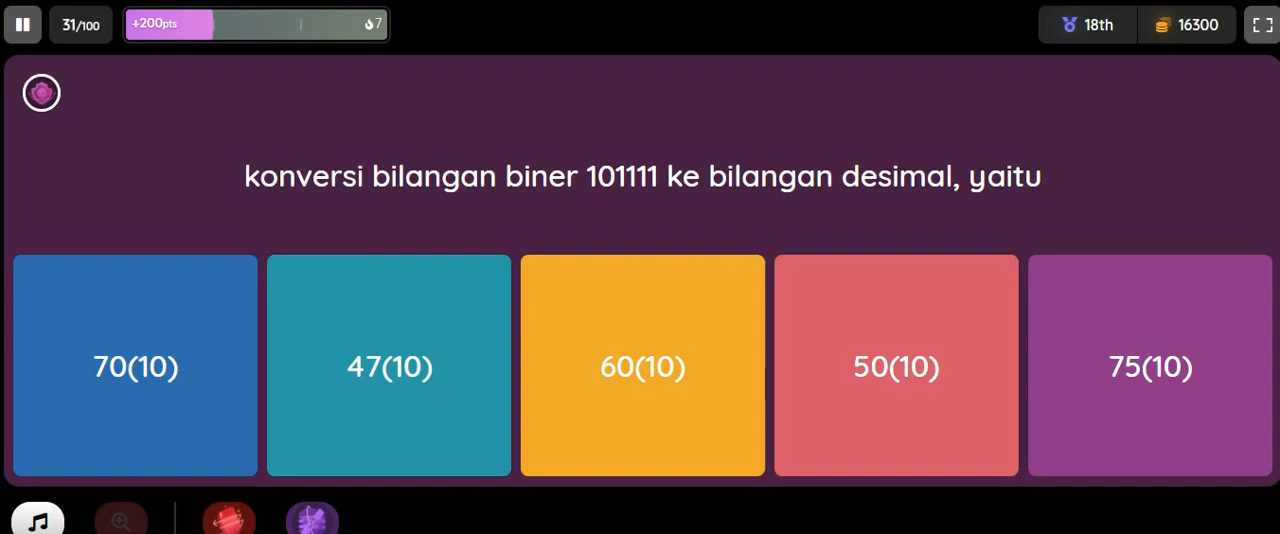 31/100
+200pts
7
18th
16300
konversi bilangan biner 101111 ke bilangan desimal, yaitu
70(10)
47(10)
60(10)
50(10)
75(10)